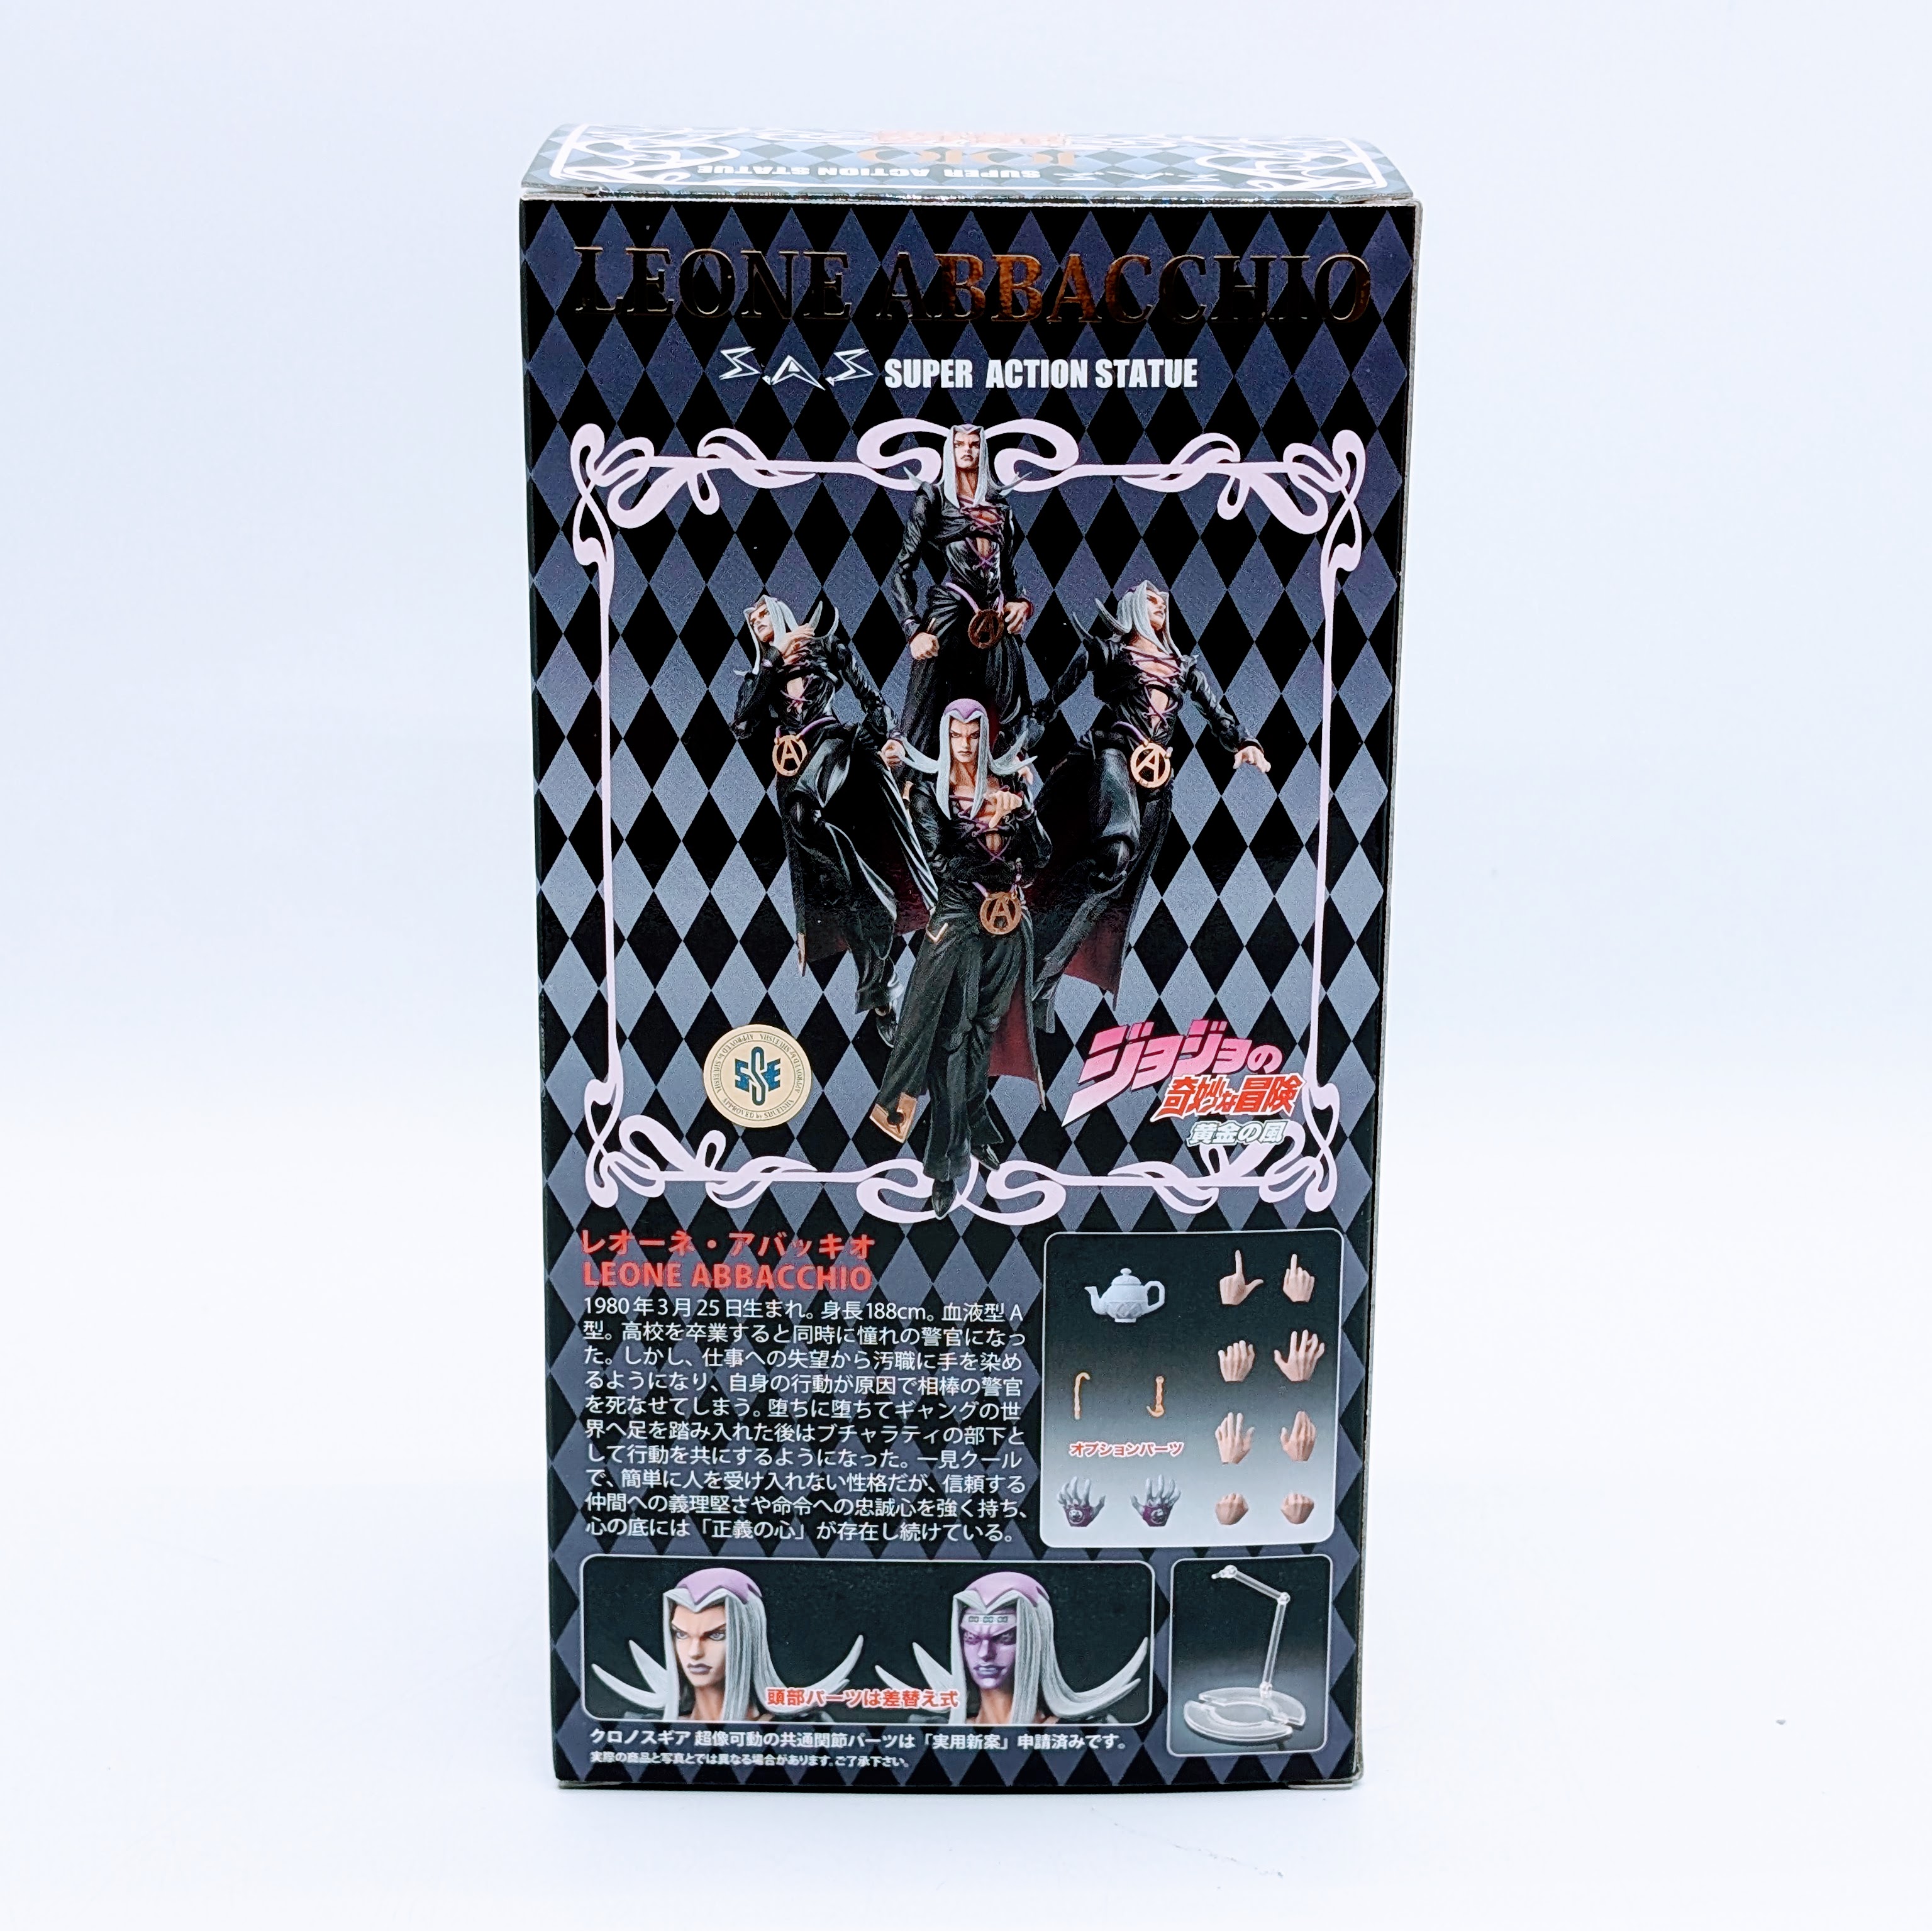 SUPER ACTION STATUE
LEONE ABBACCHIO
S.A.S SUPER ACTION STATUE
A
A
A
A
SSE
APPROVED by SHUEISHA
ジョジョの
奇妙な冒険
黄金の風
レオーネ・アバッキオ
LEONE ABBACCHIO
1980年3月25日生まれ。身長188cm。血液型A
型。高校を卒業すると同時に憧れの警官になっ
た。しかし、仕事への失望から汚職に手を染め
るようになり、自身の行動が原因で相棒の警官
を死なせてしまう。堕ちに堕ちてギャングの世
界へ足を踏み入れた後はブチャラティの部下と
して行動を共にするようになった。一見クール
で、簡単に人を受け入れない性格だが、信頼する
仲間への義理堅さや命令への忠誠心を強く持ち、
心の底には「正義の心」が存在し続けている。
オプションパーツ
頭部パーツは差替え式
クロノスギア 超像可動の共通関節パーツは「実用新案」申請済みです。
実際の商品と写真とでは異なる場合があります。ご了承下さい。